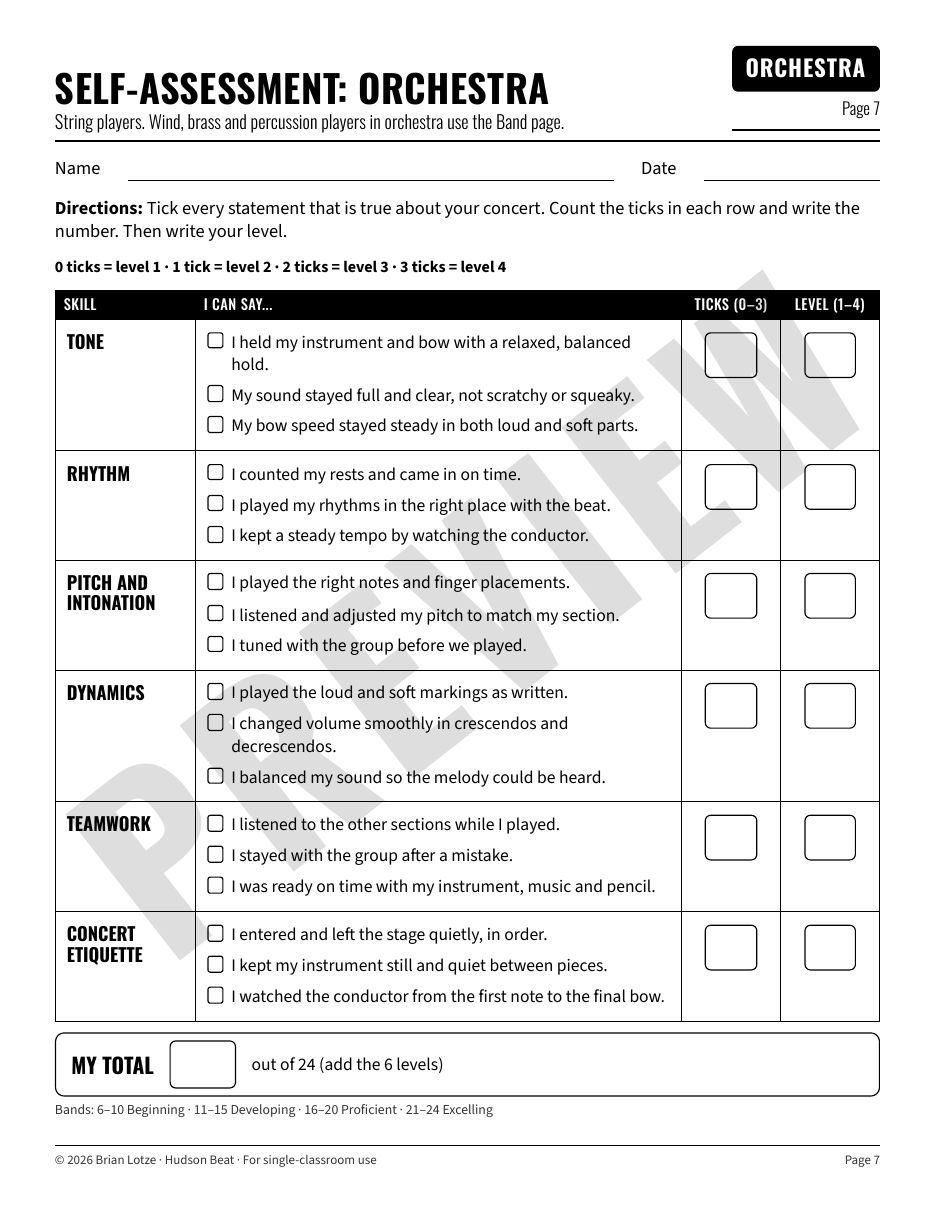 ORCHESTRA
SELF-ASSESSMENT: ORCHESTRA
Page 7
String players. Wind, brass and percussion players in orchestra use the Band page.
Name
Date
Directions: Tick every statement that is true about your concert. Count the ticks in each row and write the
number. Then write your level.
0 ticks = level 1 · 1 tick = level 2 · 2 ticks = level 3 · 3 ticks = level 4
SKILL I CAN SAY... TICKS (0–3) LEVEL (1–4)
TONE
I held my instrument and bow with a relaxed, balanced
hold.
My sound stayed full and clear, not scratchy or squeaky.
My bow speed stayed steady in both loud and soft parts.
RHYTHM
I counted my rests and came in on time.
I played my rhythms in the right place with the beat.
I kept a steady tempo by watching the conductor.
PITCH AND
INTONATION
I played the right notes and finger placements.
I listened and adjusted my pitch to match my section.
I tuned with the group before we played.
DYNAMICS
I played the loud and soft markings as written.
I changed volume smoothly in crescendos and
decrescendos.
I balanced my sound so the melody could be heard.
TEAMWORK
I listened to the other sections while I played.
I stayed with the group after a mistake.
I was ready on time with my instrument, music and pencil.
CONCERT
ETIQUETTE
I entered and left the stage quietly, in order.
I kept my instrument still and quiet between pieces.
I watched the conductor from the first note to the final bow.
MY TOTAL
out of 24 (add the 6 levels)
Bands: 6–10 Beginning · 11–15 Developing · 16–20 Proficient · 21–24 Excelling
© 2026 Brian Lotze · Hudson Beat · For single-classroom use
Page 7
PREVIEW